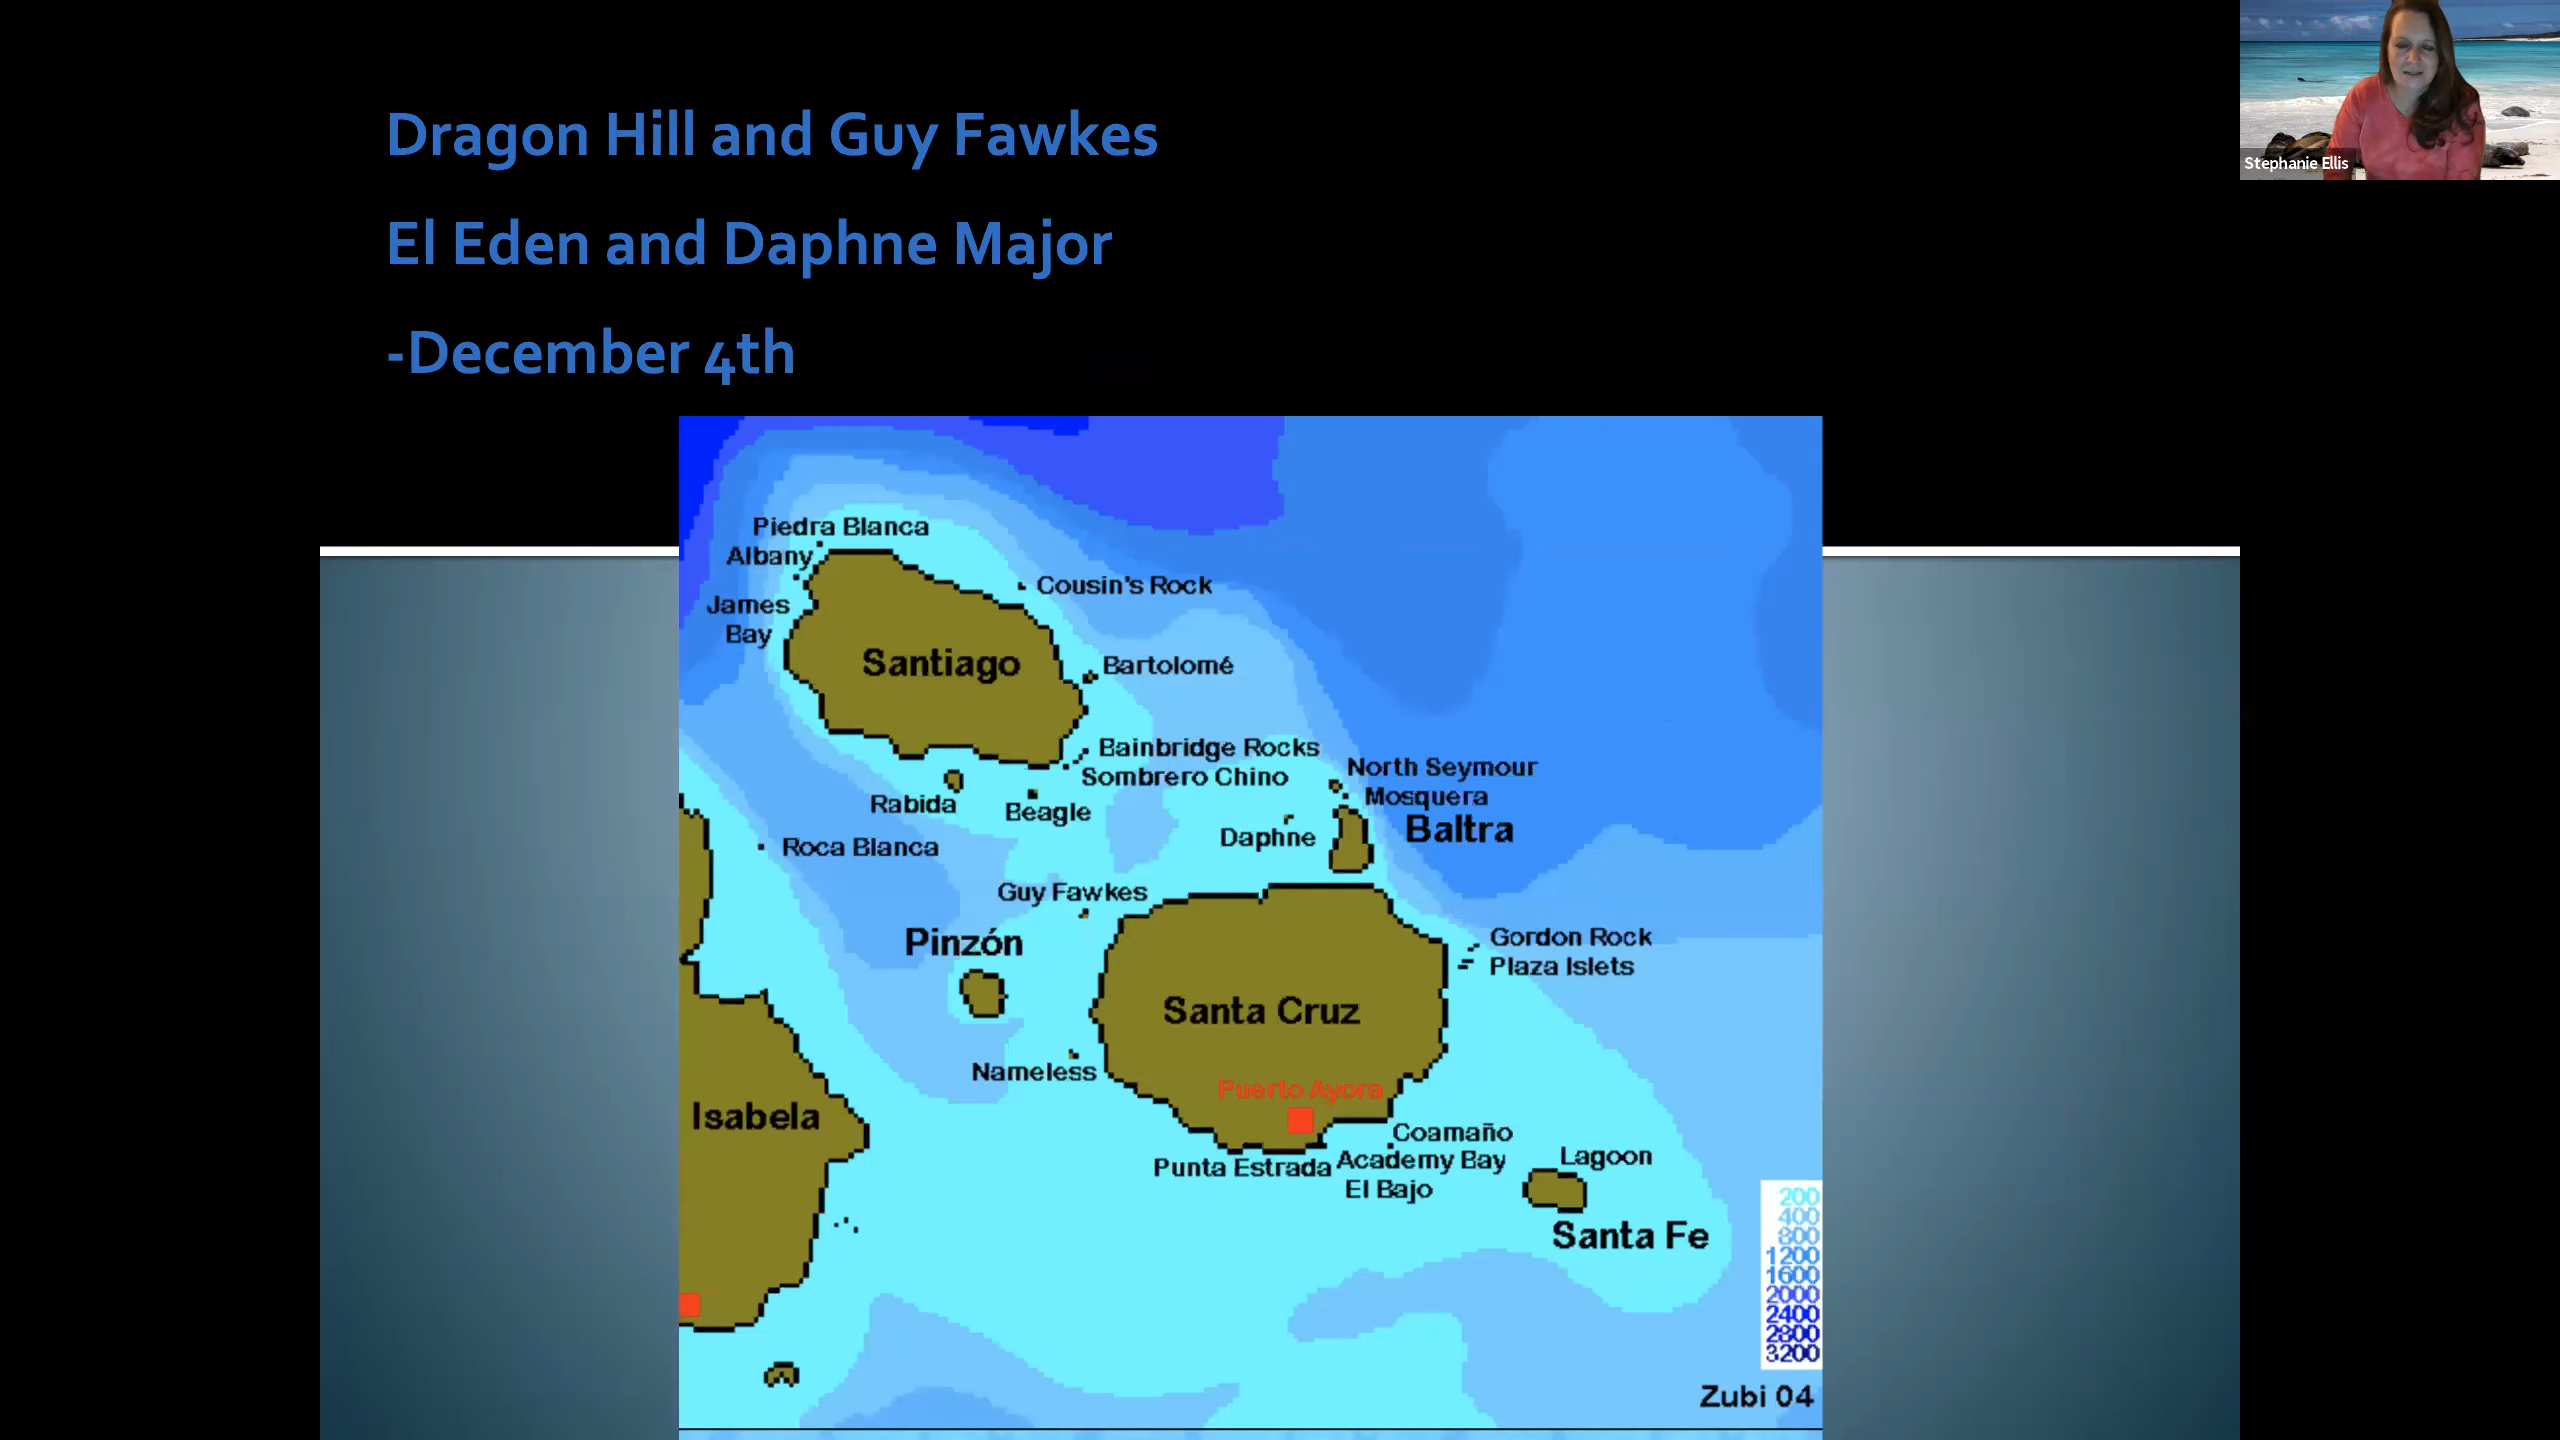 Dragon Hill and Guy Fawkes
El Eden and Daphne Major
-December 4th
Stephanie Ellis
Piedra Blanca
Albany
Cousin's Rock
James
Bay
Santiago
Bartolomé
Bainbridge Rocks
Sombrero Chino
North Seymour
Mosquera
Rabida
Beagle
Daphne
Baltra
Roca Blanca
Guy Fawkes
Pinzón
Gordon Rock
Plaza Islets
Santa Cruz
Nameless
Puerto Ayora
Isabela
Coamaño
Punta Estrada
Academy Bay
El Bajo
Lagoon
Santa Fe
200
400
800
1200
1600
2000
2400
2800
3200
Zubi 04